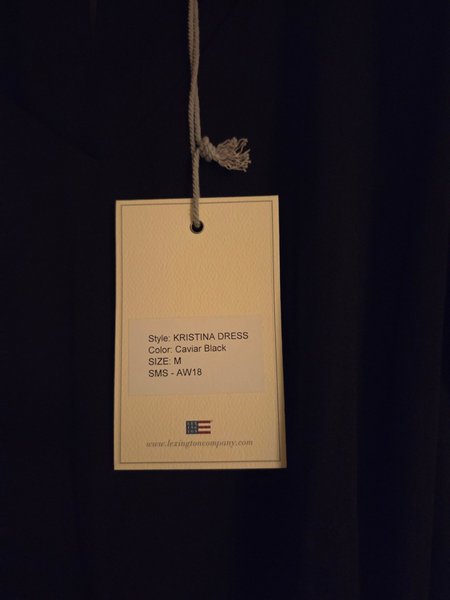 Style: KRISTINA DRESS
Color: Caviar Black
SIZE: M
SMS - AW18
www.lexingtoncompany.com